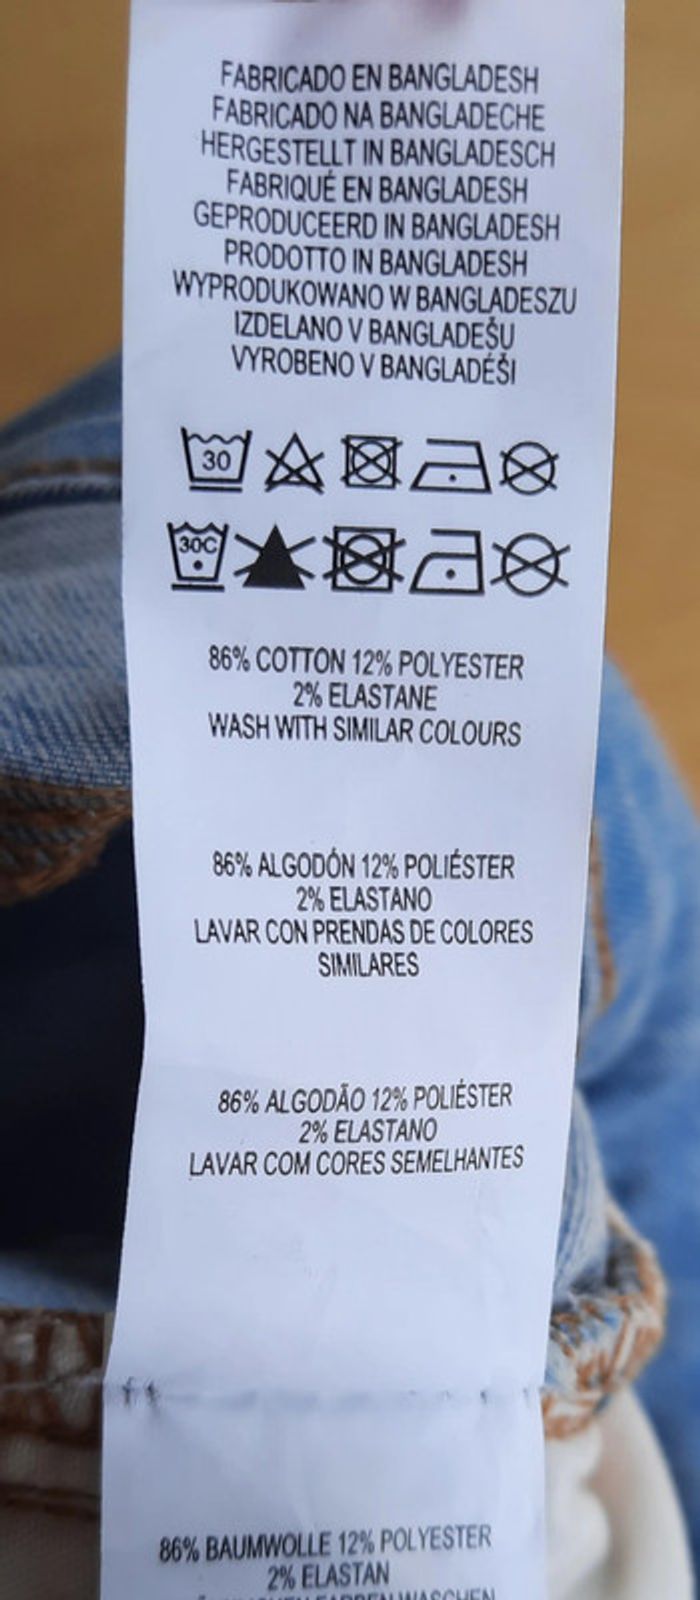 FABRICADO EN BANGLADESH
FABRICADO NA BANGLADECHE
HERGESTELLT IN BANGLADESCH
FABRIQUÉ EN BANGLADESH
GEPRODUCEERD IN BANGLADESH
PRODOTTO IN BANGLADESH
WYPRODUKOWANO W BANGLADESZU
IZDELANO V BANGLADEŠU
VYROBENO V BANGLADÉŠI
30
30C
86% COTTON 12% POLYESTER
2% ELASTANE
WASH WITH SIMILAR COLOURS
86% ALGODÓN 12% POLIÉSTER
2% ELASTANO
LAVAR CON PRENDAS DE COLORES
SIMILARES
86% ALGODÃO 12% POLIÉSTER
2% ELASTANO
LAVAR COM CORES SEMELHANTES
86% BAUMWOLLE 12% POLYESTER
2% ELASTAN
FARBEN WASCHEN